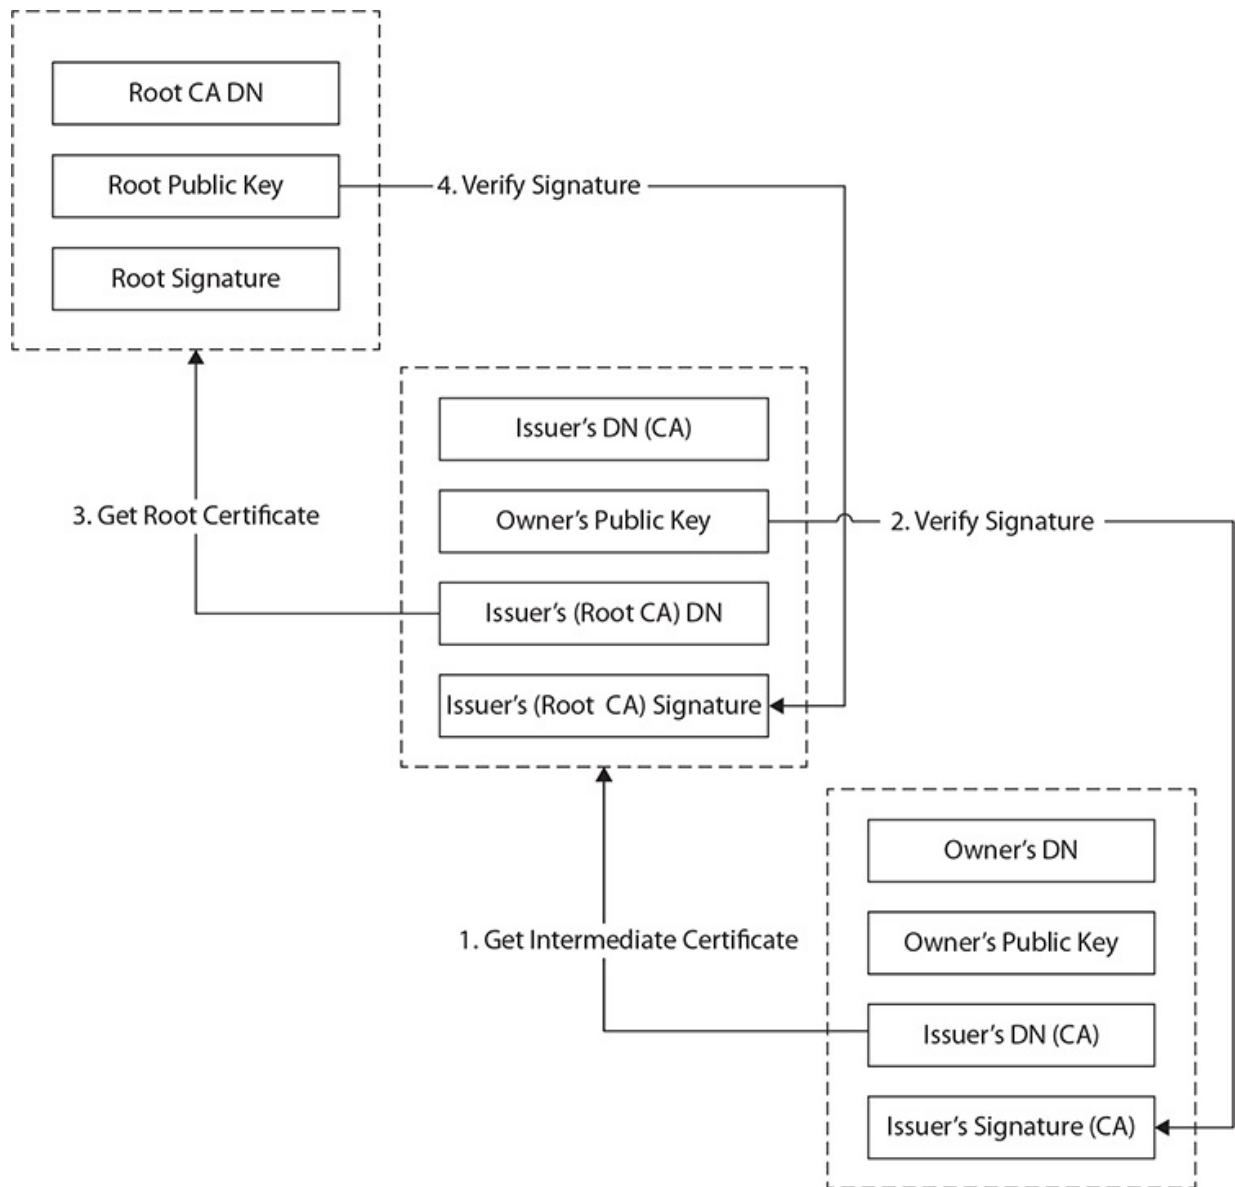 Root CA DN
Root Public Key
4. Verify Signature
Root Signature
Issuer’s DN (CA)
3. Get Root Certificate
Owner’s Public Key
2. Verify Signature
Issuer’s (Root CA) DN
Issuer’s (Root CA) Signature
Owner’s DN
1. Get Intermediate Certificate
Owner’s Public Key
Issuer’s DN (CA)
Issuer’s Signature (CA)